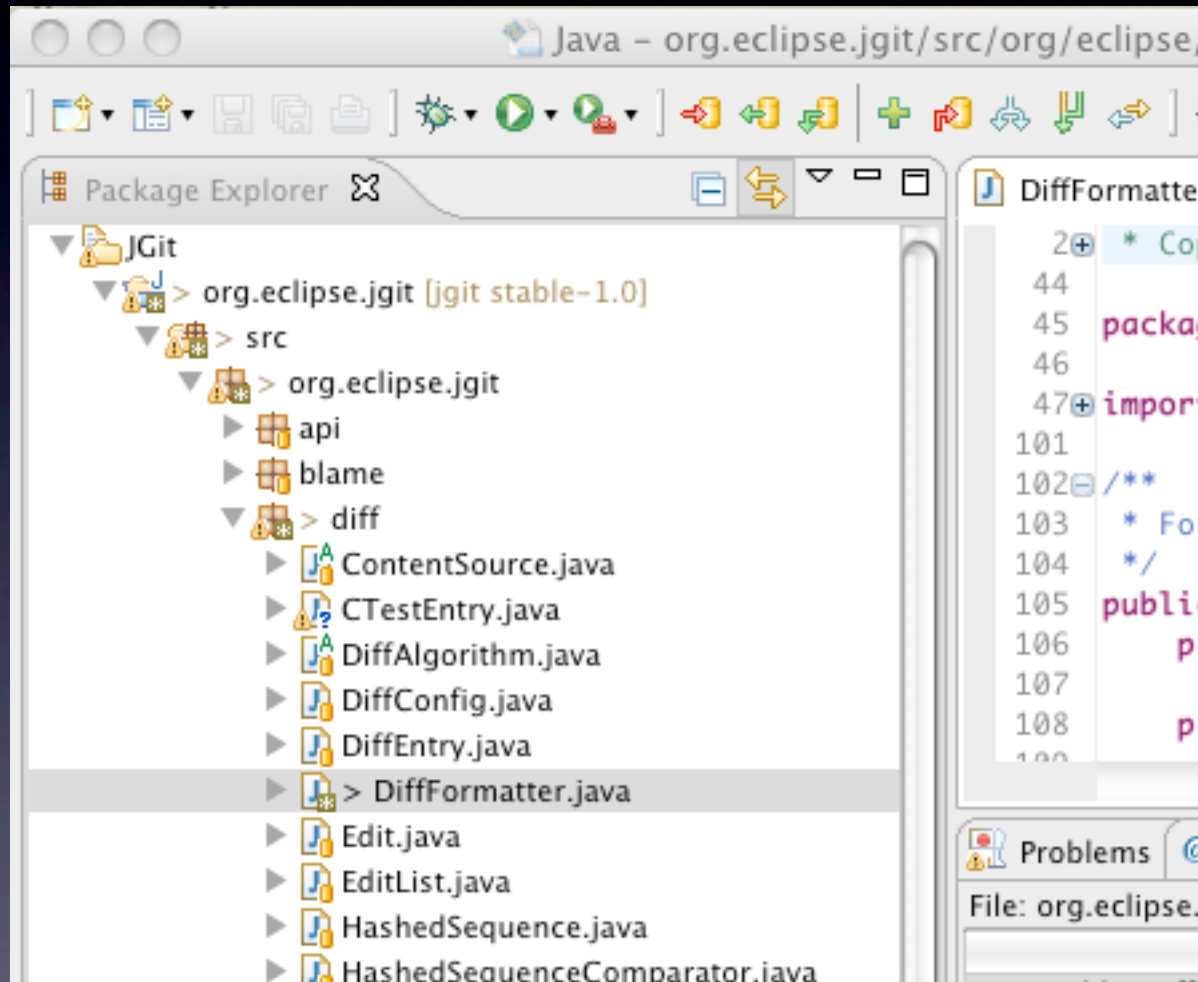 Java – org.eclipse.jgit/src/org/eclipse/
Package Explorer
JGit
> org.eclipse.jgit [jgit stable-1.0]
> src
> org.eclipse.jgit
api
blame
> diff
ContentSource.java
CTestEntry.java
DiffAlgorithm.java
DiffConfig.java
DiffEntry.java
> DiffFormatter.java
Edit.java
EditList.java
HashedSequence.java
HashedSequenceComparator.java
DiffFormatte
2 * Co
44
45 packa
46
47 impor
101
102 /**
103 * Fo
104 */
105 publi
106 p
107
108 p
109
Problems @
File: org.eclipse.